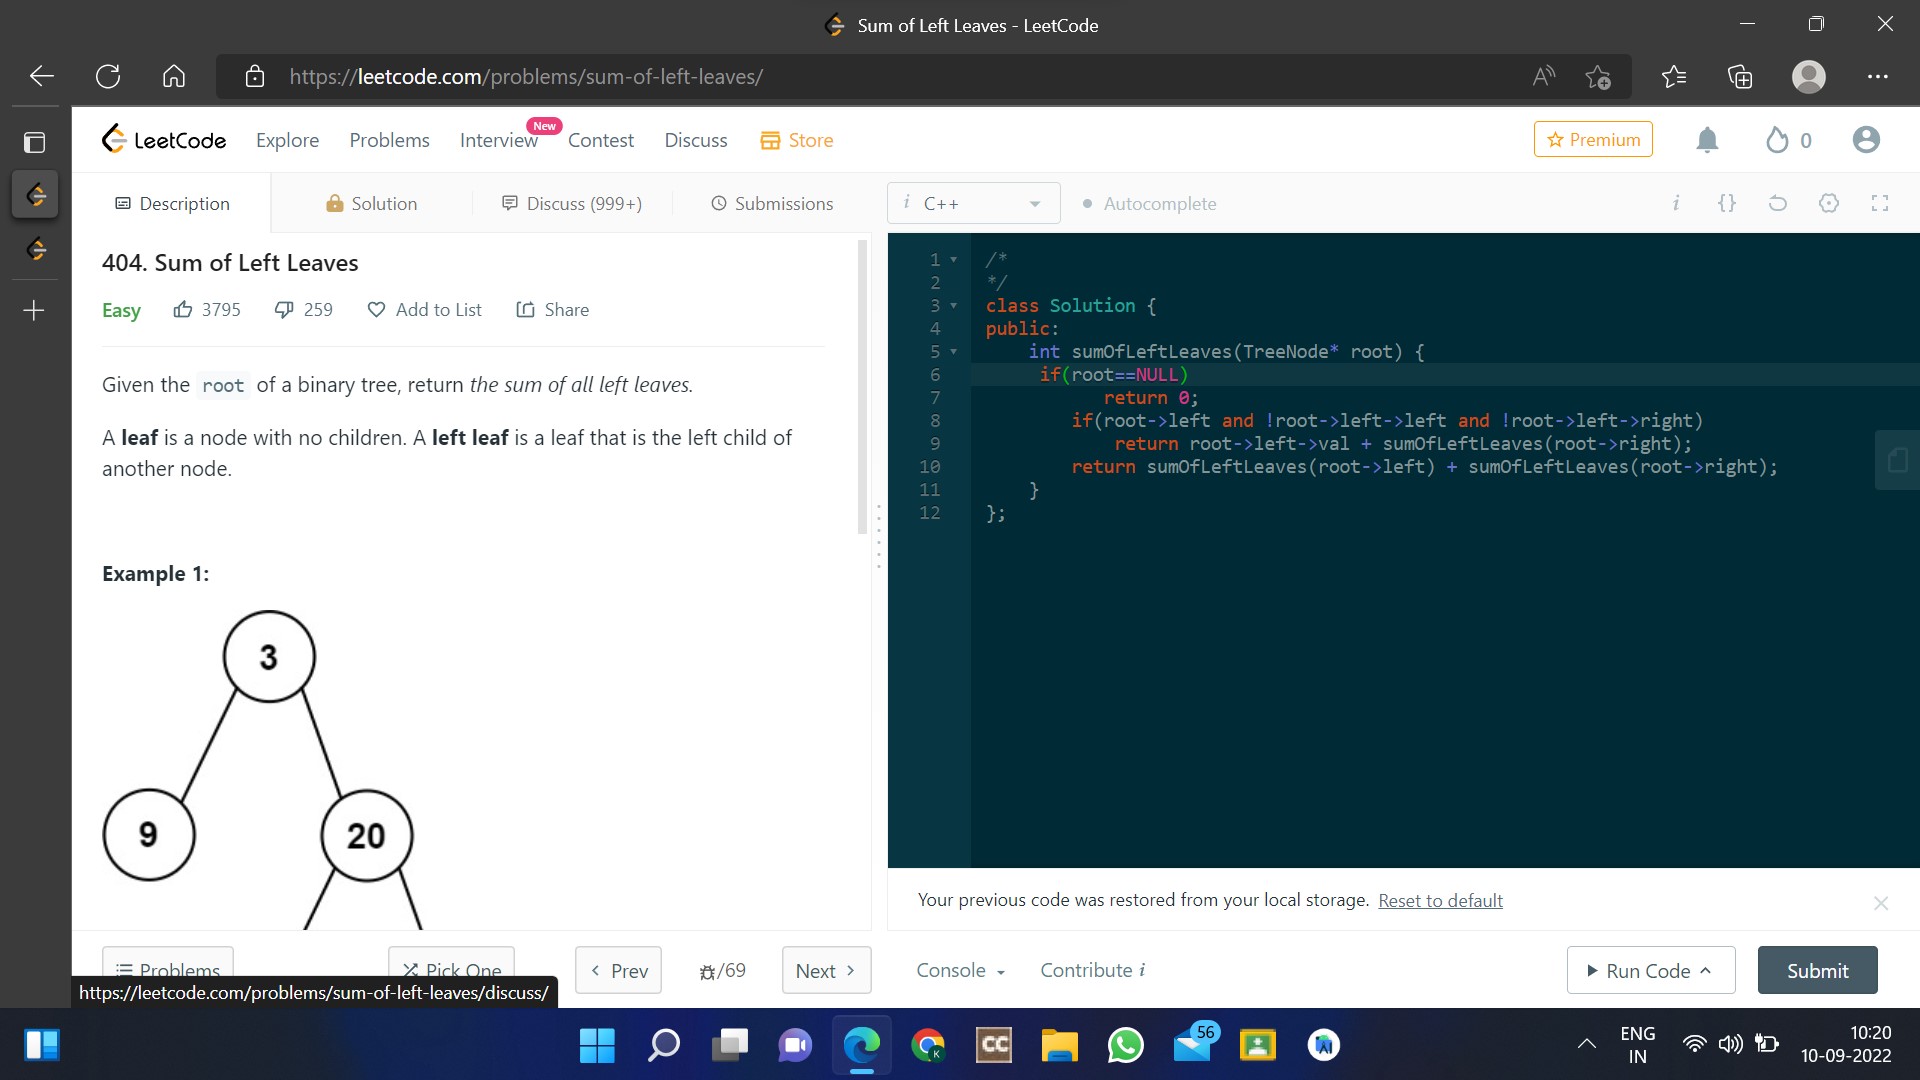 Sum of Left Leaves - LeetCode
https://leetcode.com/problems/sum-of-left-leaves/
LeetCode Explore Problems Interview New Contest Discuss Store Premium 0
Description Solution Discuss (999+) Submissions
i C++ Autocomplete i {}
404. Sum of Left Leaves
Easy 3795 259 Add to List Share
Given the root of a binary tree, return the sum of all left leaves.
A leaf is a node with no children. A left leaf is a leaf that is the left child of
another node.
Example 1:
3
9 20
1 /*
2 */
3 class Solution {
4 public:
5 int sumOfLeftLeaves(TreeNode* root) {
6 if(root==NULL)
7 return 0;
8 if(root->left and !root->left->left and !root->left->right)
9 return root->left->val + sumOfLeftLeaves(root->right);
10 return sumOfLeftLeaves(root->left) + sumOfLeftLeaves(root->right);
11 }
12 };
Your previous code was restored from your local storage. Reset to default
Problems Pick One < Prev /69 Next > Console Contribute i Run Code Submit
https://leetcode.com/problems/sum-of-left-leaves/discuss/
CC 56
ENG
IN
10:20
10-09-2022